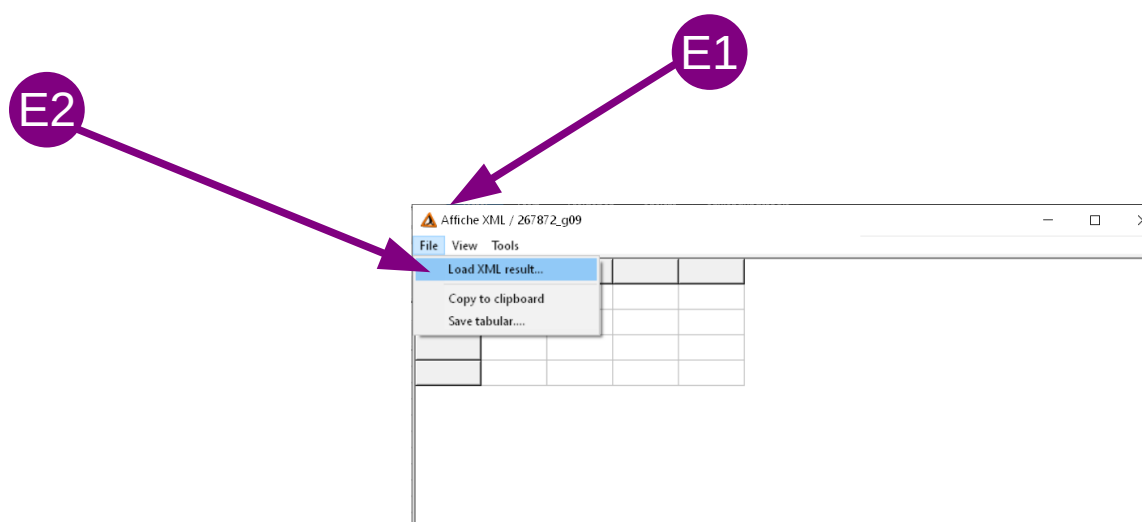 E1
E2
Affiche XML / 267872_g09
File View Tools
Load XML result...
Copy to clipboard
Save tabular....